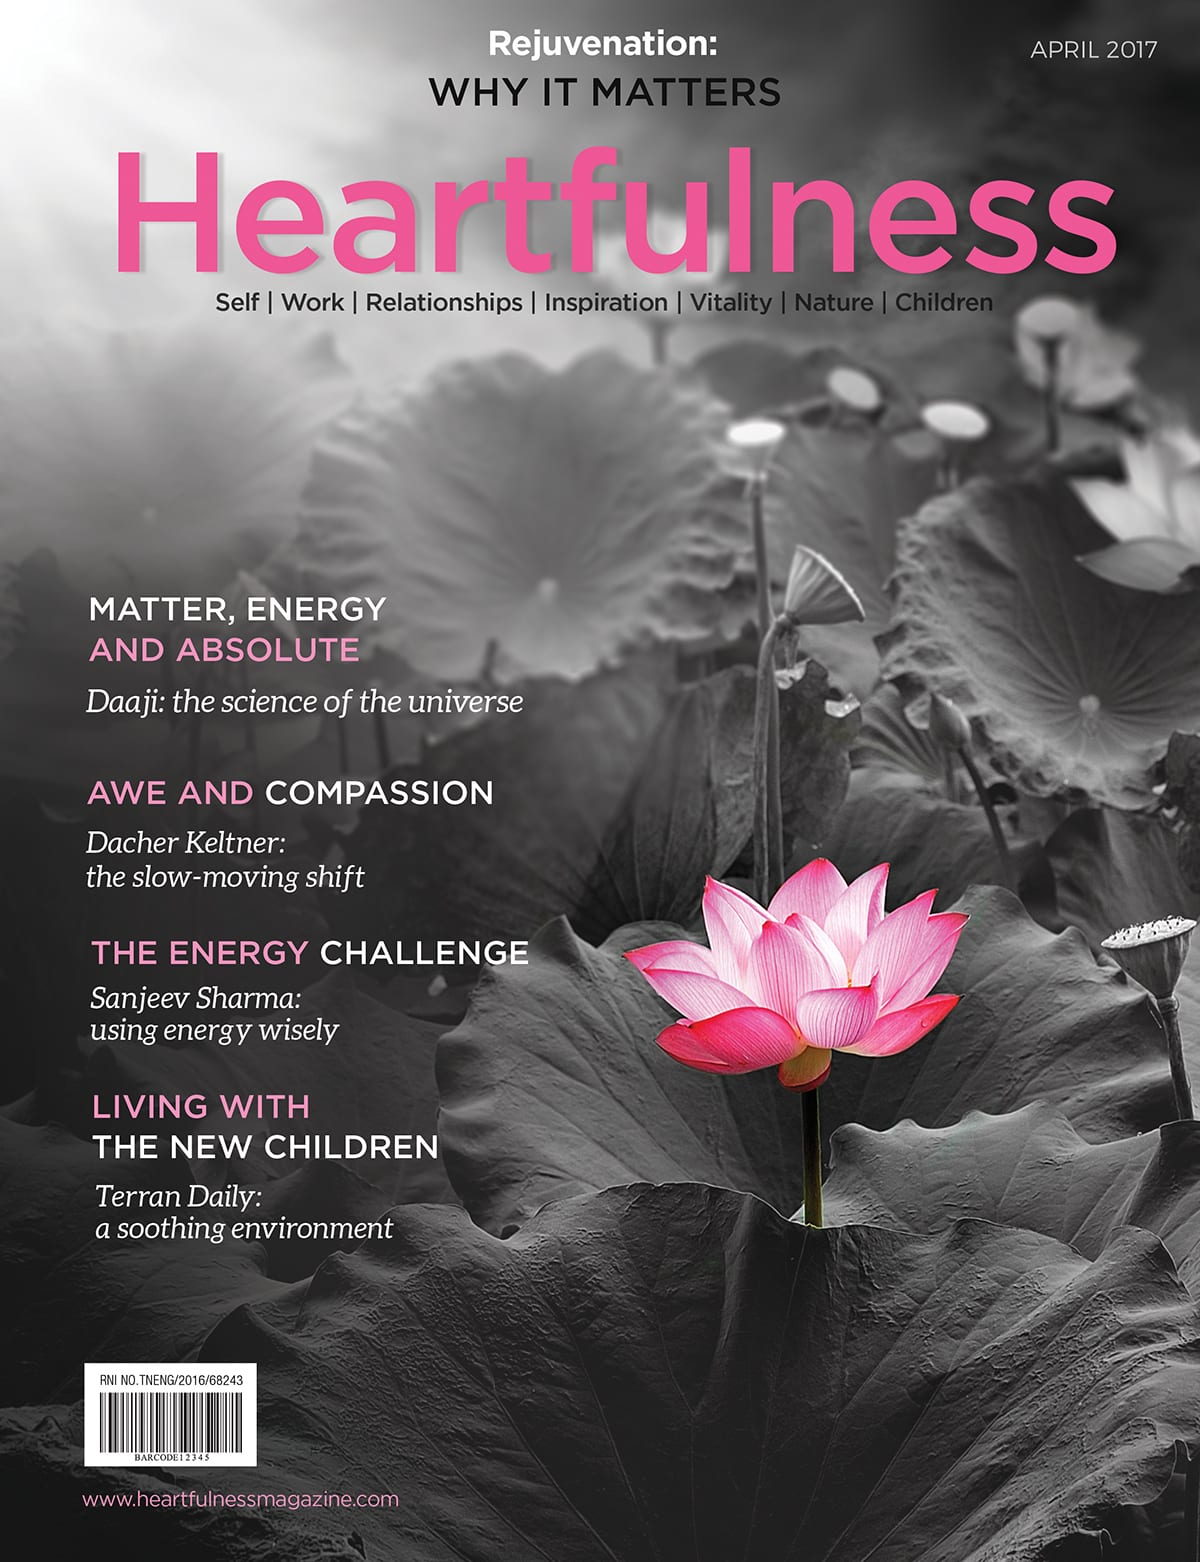 Rejuvenation:
WHY IT MATTERS
APRIL 2017
Heartfulness
Self | Work | Relationships | Inspiration | Vitality | Nature | Children
MATTER, ENERGY
AND ABSOLUTE
Daaji: the science of the universe
AWE AND COMPASSION
Dacher Keltner:
the slow-moving shift
THE ENERGY CHALLENGE
Sanjeev Sharma:
using energy wisely
LIVING WITH
THE NEW CHILDREN
Terran Daily:
a soothing environment
RNI NO.TNENG/2016/68243
BARCODE12345
www.heartfulnessmagazine.com